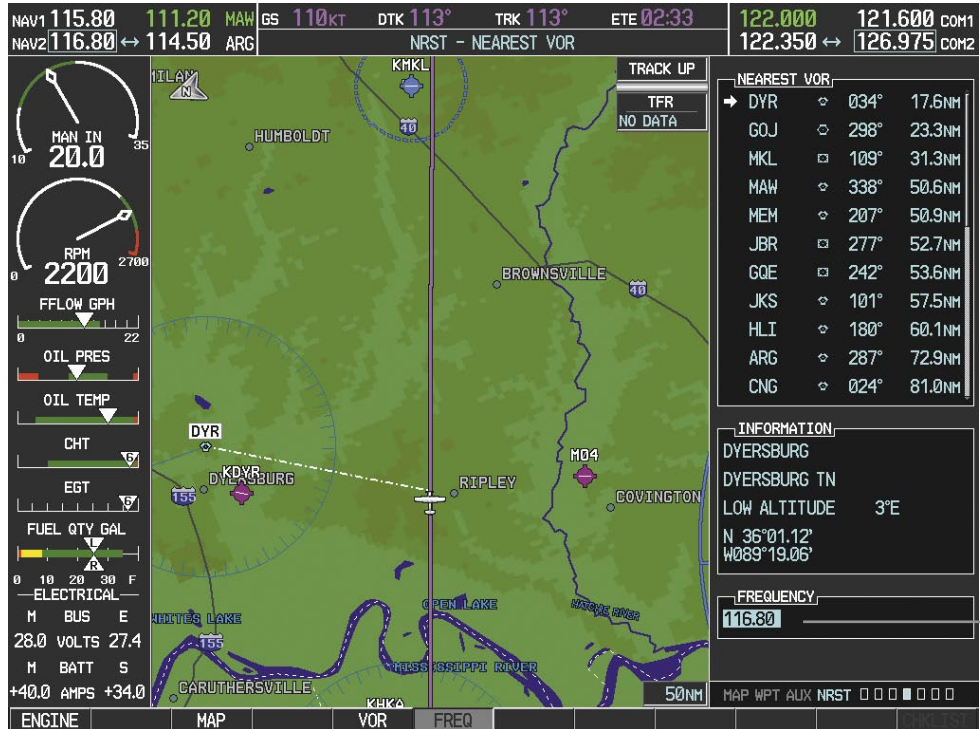 NAV1 115.80 111.20 MAW
NAV2 116.80 ↔ 114.50 ARG
GS 110KT DTK 113° TRK 113° ETE 02:33
NRST - NEAREST VOR
122.000 121.600 COM1
122.350 ↔ 126.975 COM2
MAN IN
20.0
10 35
RPM
2200
0 2700
FFLOW GPH
0 22
OIL PRES
OIL TEMP
CHT
6
EGT
6
FUEL QTY GAL
L
R
0 10 20 30 F
ELECTRICAL
M BUS E
28.0 VOLTS 27.4
M BATT S
+40.0 AMPS +34.0
MILAN
N
KMKL
TRACK UP
TFR
NO DATA
40
HUMBOLDT
BROWNSVILLE
40
DYR
KDYR
DYERSBURG
155
RIPLEY
M04
COVINGTON
WHITES LAKE
OPEN LAKE
HATCHIE RIVER
155
MISSISSIPPI RIVER
CARUTHERSVILLE
KHKA
50NM
NEAREST VOR
DYR 034° 17.6NM
GOJ 298° 23.3NM
MKL 109° 31.3NM
MAW 338° 50.6NM
MEM 207° 50.9NM
JBR 277° 52.7NM
GQE 242° 53.6NM
JKS 101° 57.5NM
HLI 180° 60.1NM
ARG 287° 72.9NM
CNG 024° 81.0NM
INFORMATION
DYERSBURG
DYERSBURG TN
LOW ALTITUDE 3°E
N 36°01.12'
W089°19.06'
FREQUENCY
116.80
MAP WPT AUX NRST
ENGINE MAP VOR FREQ CHKLIST